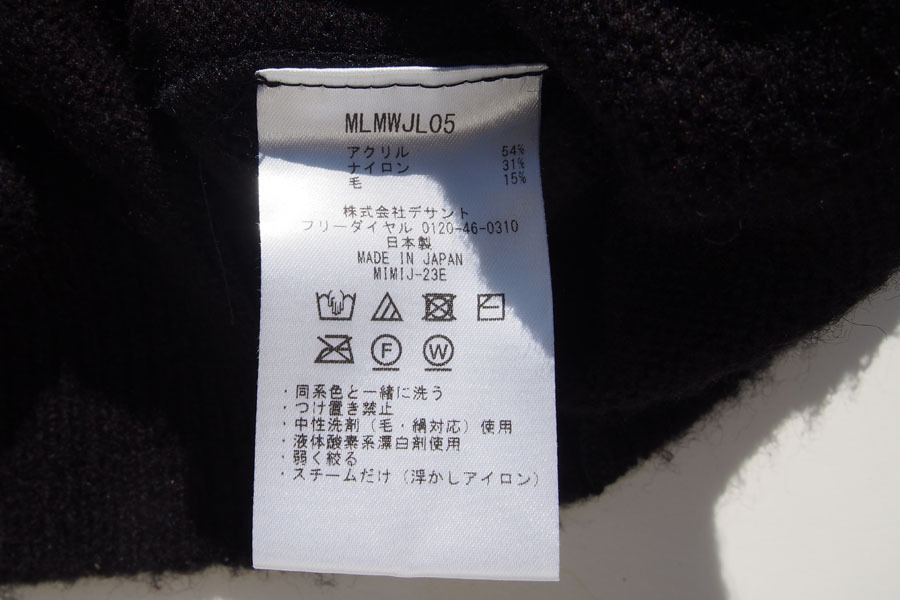 MLMWJL05
アクリル 54%
ナイロン 31%
毛 15%
株式会社デサント
フリーダイヤル 0120-46-0310
日本製
MADE IN JAPAN
MIMIJ-23E
F W
・同系色と一緒に洗う
・つけ置き禁止
・中性洗剤（毛・絹対応）使用
・液体酸素系漂白剤使用
・弱く絞る
・スチームだけ（浮かしアイロン）